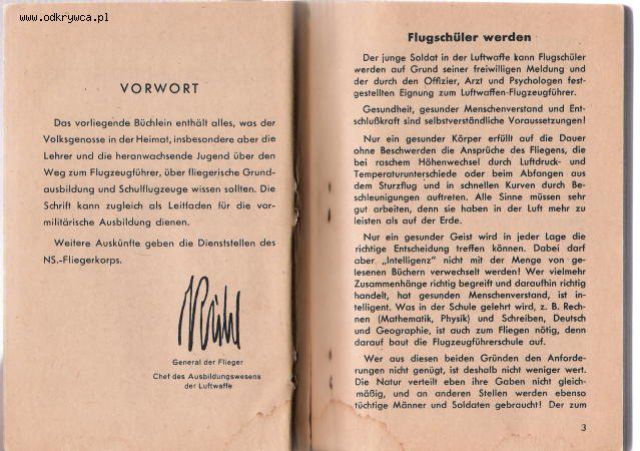 www.odkrywca.pl
VORWORT
Das vorliegende Büchlein enthält alles, was der
Volksgenosse in der Heimat, insbesondere aber die
Lehrer und die heranwachsende Jugend über den
Weg zum Flugzeugführer, über fliegerische Grund-
ausbildung und Schulflugzeuge wissen sollten. Die
Schrift kann zugleich als Leitfaden für die vor-
militärische Ausbildung dienen.
Weitere Auskünfte geben die Dienststellen des
NS.-Fliegerkorps.
General der Flieger
Chef des Ausbildungswesens
der Luftwaffe
Flugschüler werden
Der junge Soldat in der Luftwaffe kann Flugschüler
werden auf Grund seiner freiwilligen Meldung und
der durch den Offizier, Arzt und Psychologen fest-
gestellten Eignung zum Luftwaffen-Flugzeugführer.
Gesundheit, gesunder Menschenverstand und Ent-
schlußkraft sind selbstverständliche Voraussetzungen!
Nur ein gesunder Körper erfüllt auf die Dauer
ohne Beschwerden die Ansprüche des Fliegens, die
bei raschem Höhenwechsel durch Luftdruck- und
Temperaturunterschiede oder beim Abfangen aus
dem Sturzflug und in schnellen Kurven durch Be-
schleunigungen auftreten. Alle Sinne müssen sehr
gut arbeiten, denn sie haben in der Luft mehr zu
leisten als auf der Erde.
Nur ein gesunder Geist wird in jeder Lage die
richtige Entscheidung treffen können. Dabei darf
aber „Intelligenz" nicht mit der Menge von ge-
lesenen Büchern verwechselt werden! Wer vielmehr
Zusammenhänge richtig begreift und daraufhin richtig
handelt, hat gesunden Menschenverstand, ist in-
telligent. Was in der Schule gelehrt wird, z. B. Rech-
nen (Mathematik, Physik) und Schreiben, Deutsch
und Geographie, ist auch zum Fliegen nötig, denn
darauf baut die Flugzeugführerschule auf.
Wer aus diesen beiden Gründen den Anforde-
rungen nicht genügt, ist deshalb nicht weniger wert.
Die Natur verteilt eben ihre Gaben nicht gleich-
mäßig, und an anderen Stellen werden ebenso
tüchtige Männer und Soldaten gebraucht! Der zum
3